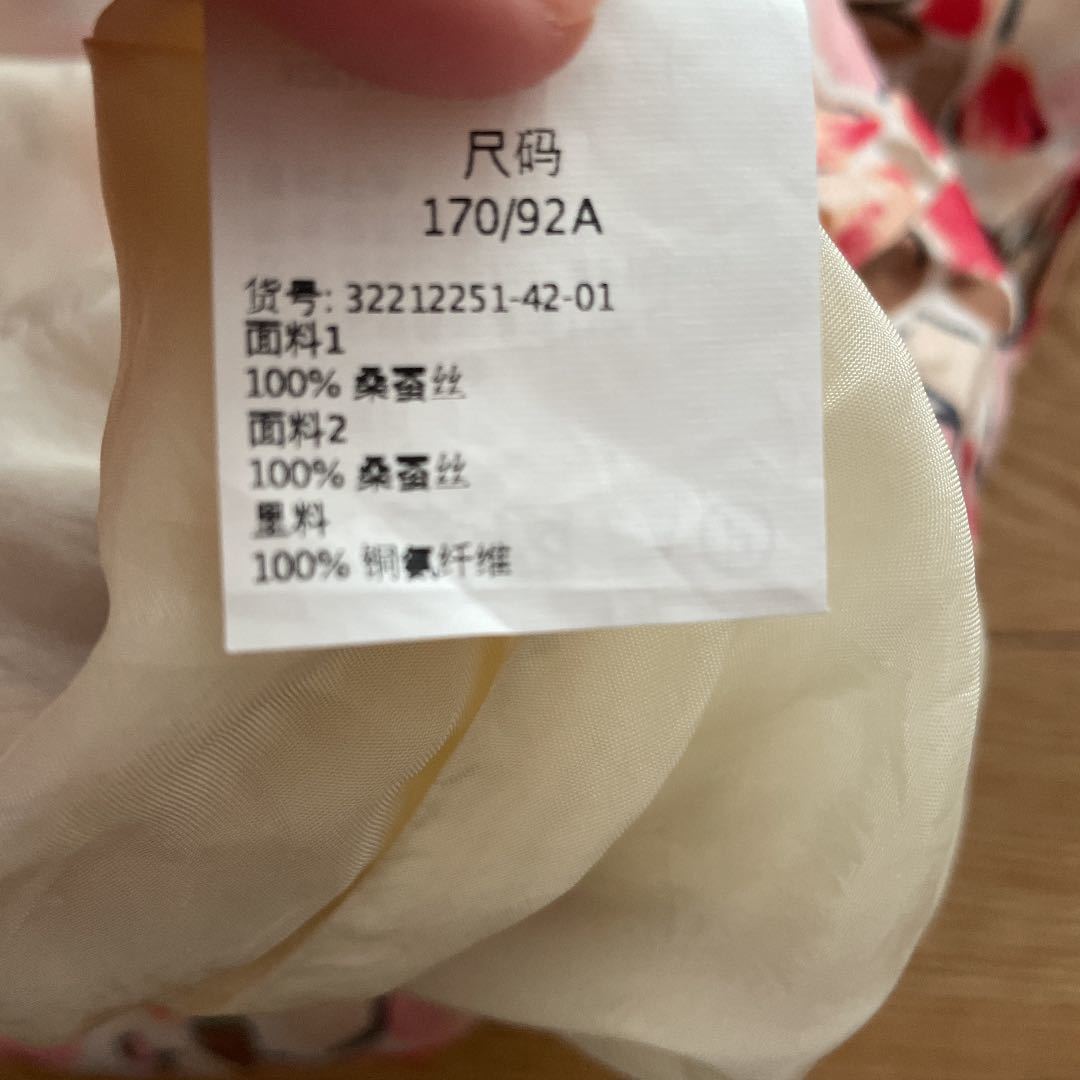 尺码
170/92A
货号: 32212251-42-01
面料1
100% 桑蚕丝
面料2
100% 桑蚕丝
里料
100% 铜氨纤维